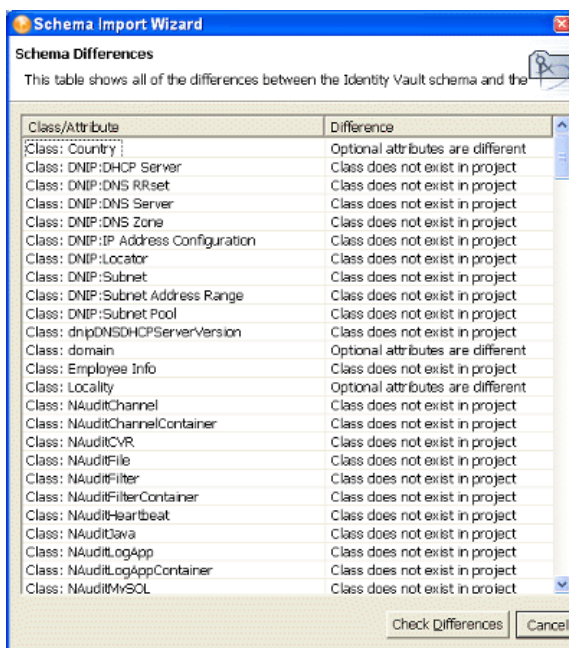 Schema Import Wizard
Schema Differences
This table shows all of the differences between the Identity Vault schema and the
Class/Attribute Difference
Class: Country Optional attributes are different
Class: DNIP:DHCP Server Class does not exist in project
Class: DNIP:DNS RRset Class does not exist in project
Class: DNIP:DNS Server Class does not exist in project
Class: DNIP:DNS Zone Class does not exist in project
Class: DNIP:IP Address Configuration Class does not exist in project
Class: DNIP:Locator Class does not exist in project
Class: DNIP:Subnet Class does not exist in project
Class: DNIP:Subnet Address Range Class does not exist in project
Class: DNIP:Subnet Pool Class does not exist in project
Class: dnipDNSDHCPServerVersion Class does not exist in project
Class: domain Optional attributes are different
Class: Employee Info Class does not exist in project
Class: Locality Optional attributes are different
Class: NAuditChannel Class does not exist in project
Class: NAuditChannelContainer Class does not exist in project
Class: NAuditCVR Class does not exist in project
Class: NAuditFile Class does not exist in project
Class: NAuditFilter Class does not exist in project
Class: NAuditFilterContainer Class does not exist in project
Class: NAuditHeartbeat Class does not exist in project
Class: NAuditJava Class does not exist in project
Class: NAuditLogApp Class does not exist in project
Class: NAuditLogAppContainer Class does not exist in project
Class: NAuditMySQL Class does not exist in project
Check Differences Cancel